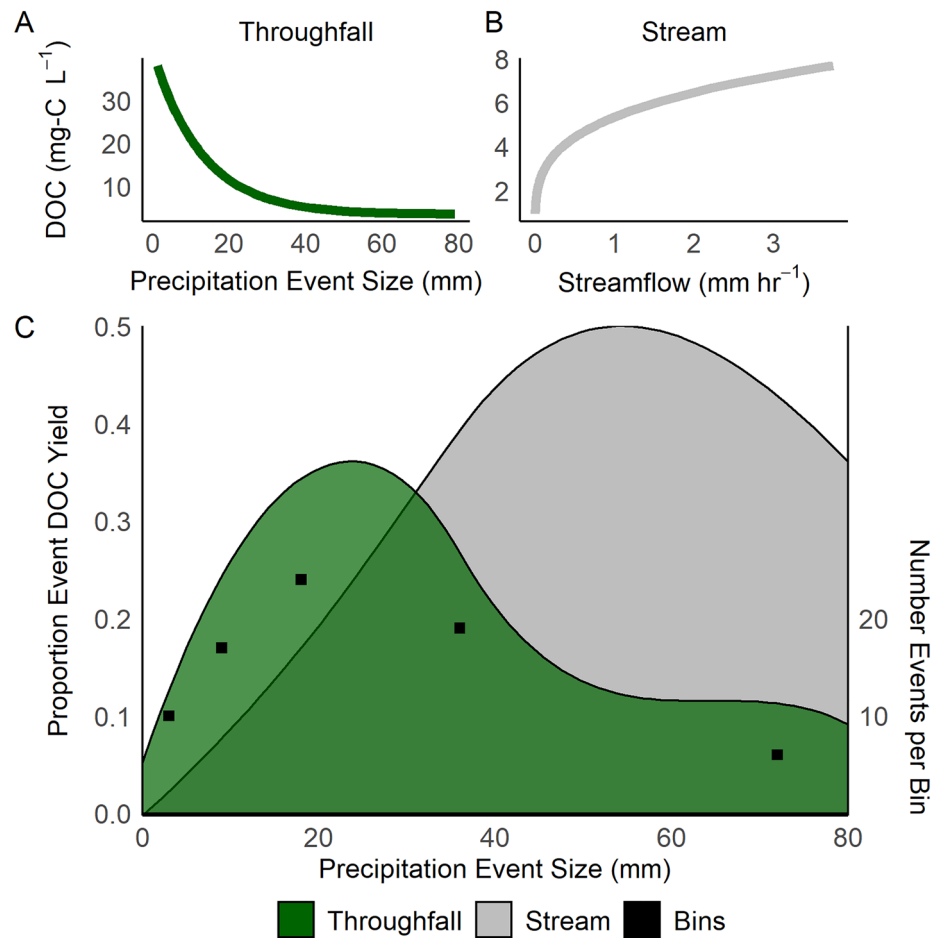 A
Throughfall
DOC (mg-C L⁻¹)
30
20
10
0 20 40 60 80
Precipitation Event Size (mm)
B
Stream
8
6
4
2
0 1 2 3
Streamflow (mm hr⁻¹)
C
Proportion Event DOC Yield
0.5
0.4
0.3
0.2
0.1
0.0
0 20 40 60 80
Precipitation Event Size (mm)
20
10
Number Events per Bin
Throughfall Stream Bins